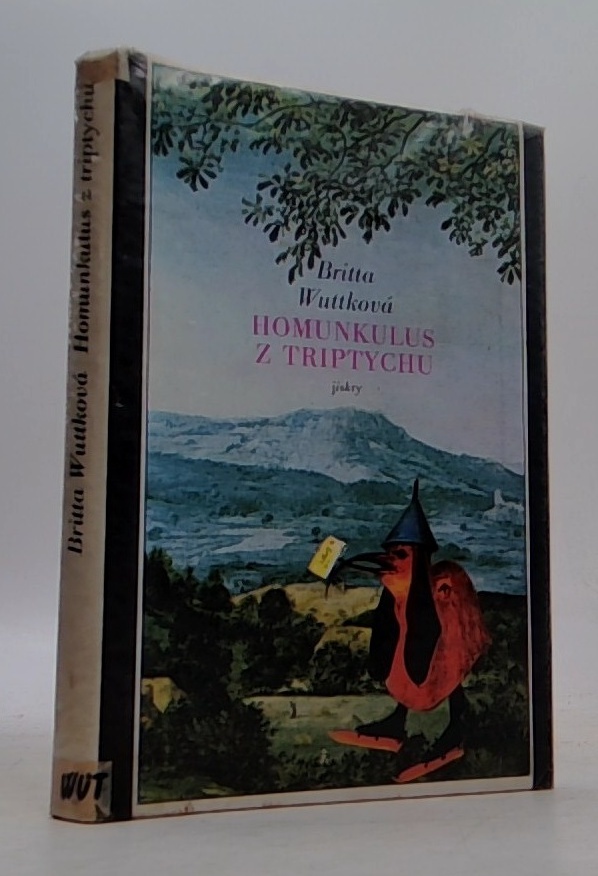 Britta
Wuttková
HOMUNKULUS
Z TRIPTYCHU
jiskry
Britta Wuttková Homunkulus z triptychu
WUT